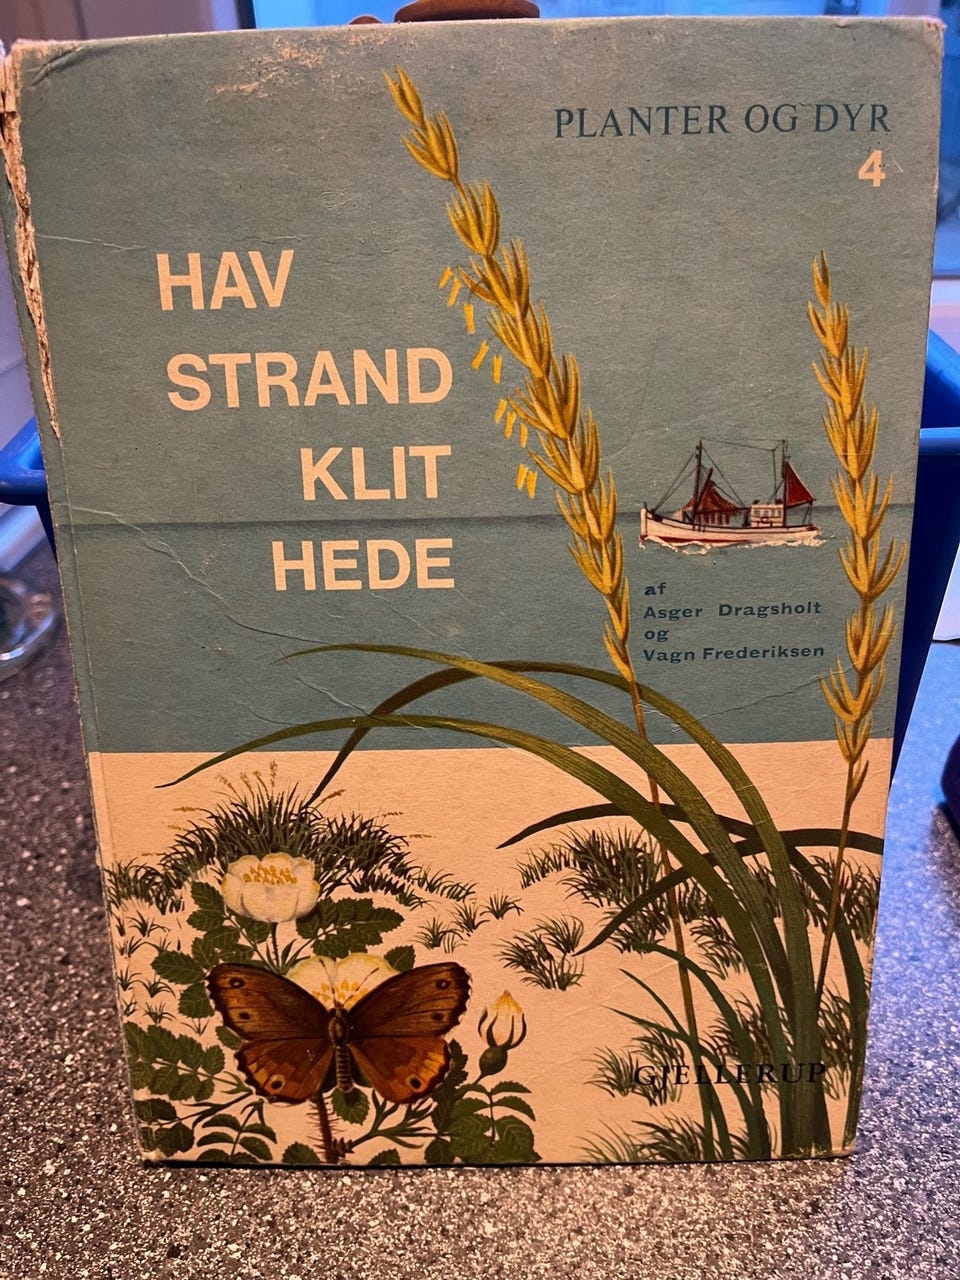 PLANTER OG DYR
4
HAV
STRAND
KLIT
HEDE
af
Asger Dragsholt
og
Vagn Frederiksen
GJELLERUP